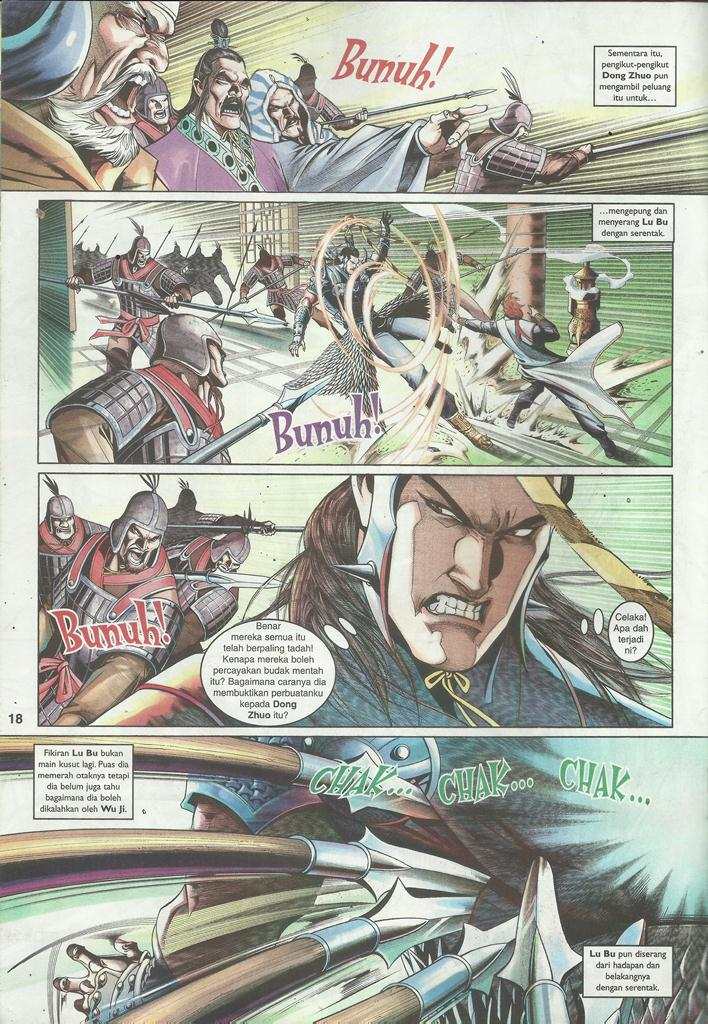 Bunuh!
Sementara itu,
pengikut-pengikut
Dong Zhuo pun
mengambil peluang
itu untuk...
...mengepung dan
menyerang Lu Bu
dengan serentak.
Bunuh!
Bunuh!
Benar
mereka semua itu
telah berpaling tadah!
Kenapa mereka boleh
percayakan budak mentah
itu? Bagaimana caranya dia
membuktikan perbuatanku
kepada Dong
Zhuo itu?
Celaka!
Apa dah
terjadi
ni?
18
Fikiran Lu Bu bukan
main kusut lagi. Puas dia
memerah otaknya tetapi
dia belum juga tahu
bagaimana dia boleh
dikalahkan oleh Wu Ji.
CHAK... CHAK... CHAK...
Lu Bu pun diserang
dari hadapan dan
belakangnya
dengan serentak.